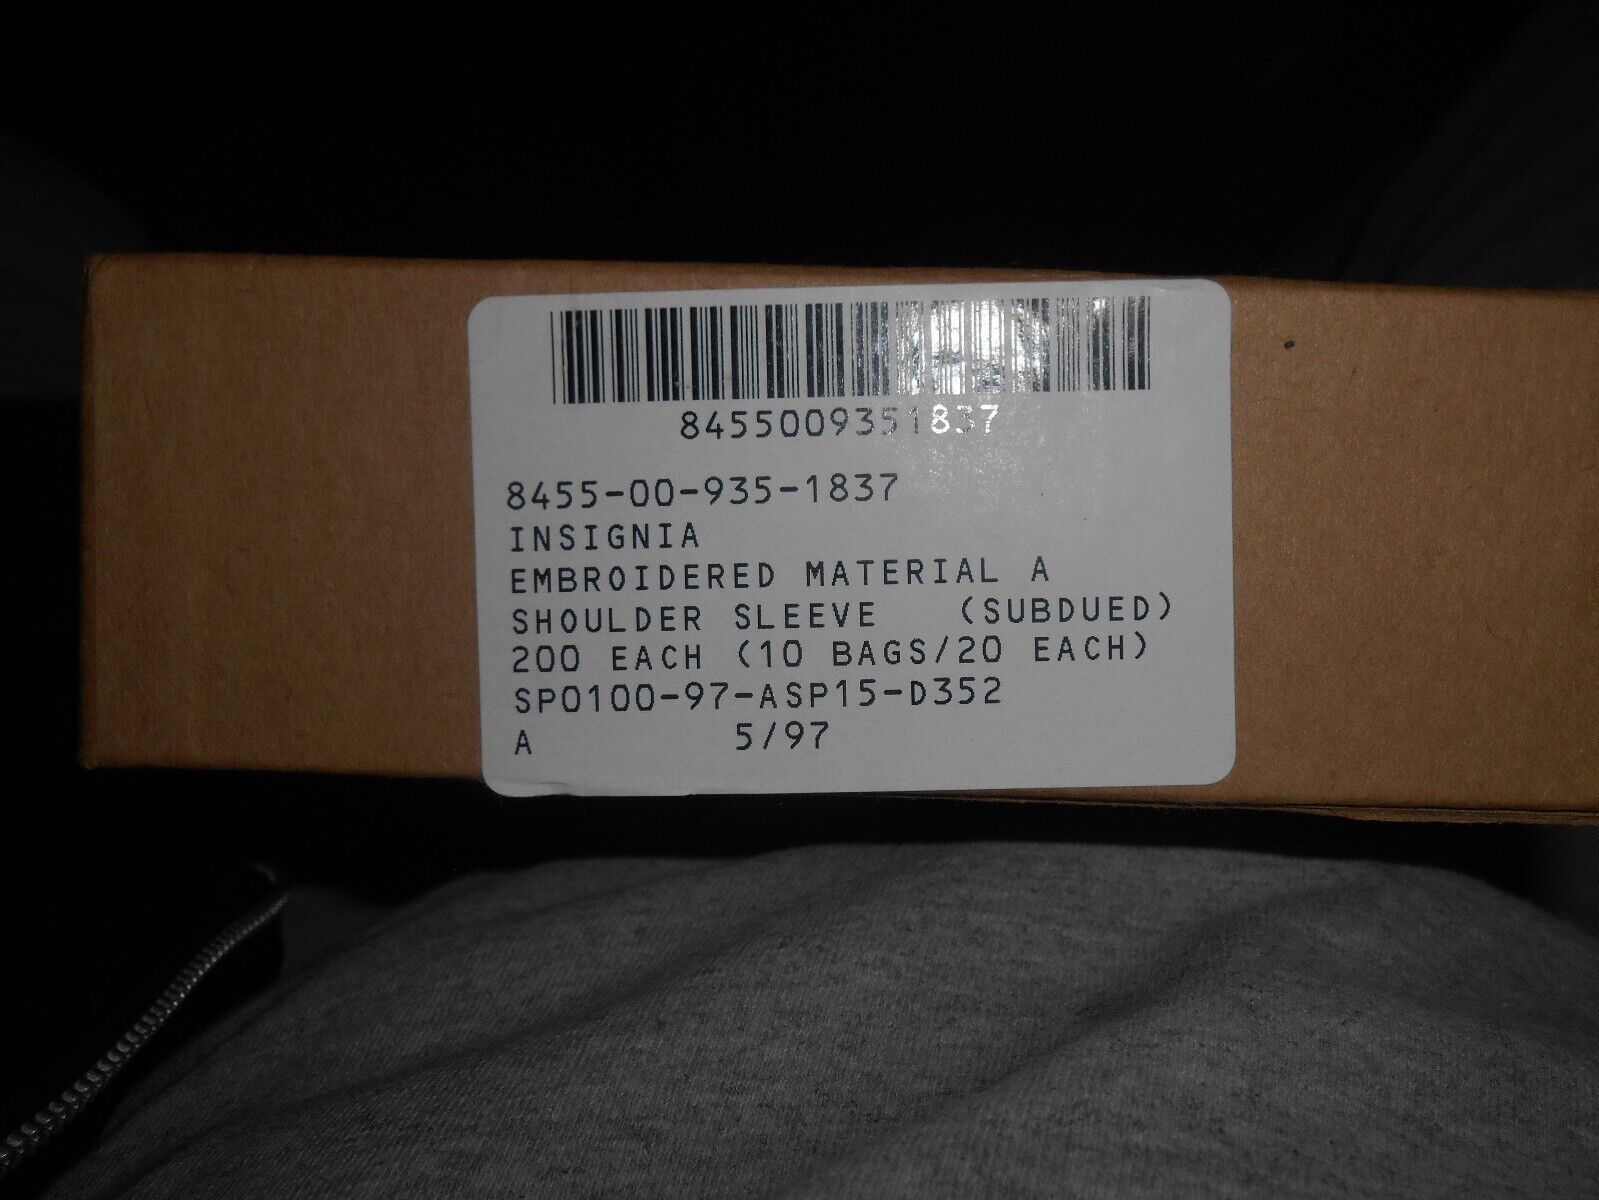 8455009351837
8455-00-935-1837
INSIGNIA
EMBROIDERED MATERIAL A
SHOULDER SLEEVE (SUBDUED)
200 EACH (10 BAGS/20 EACH)
SP0100-97-ASP15-D352
A 5/97